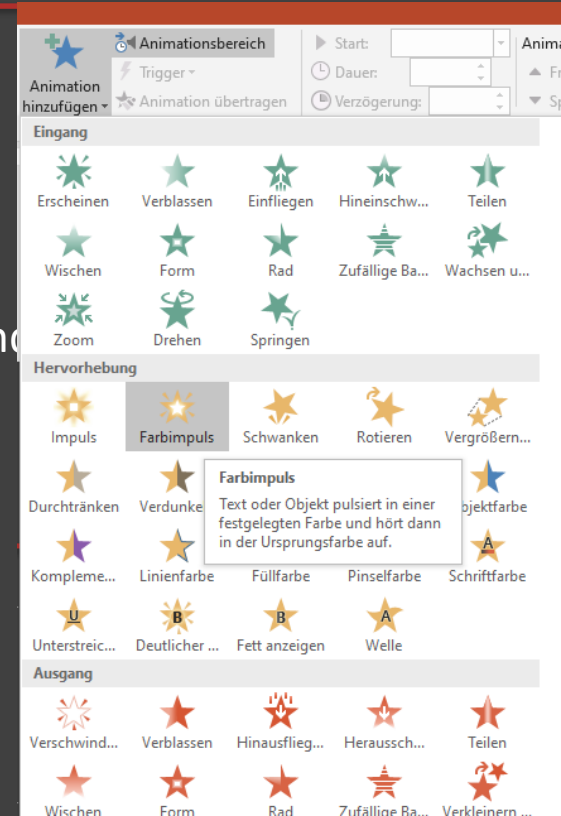 Animation hinzufügen
Animationsbereich
Trigger
Animation übertragen
Start:
Dauer:
Verzögerung:
Eingang
Erscheinen Verblassen Einfliegen Hineinschw... Teilen
Wischen Form Rad Zufällige Ba... Wachsen u...
Zoom Drehen Springen
Hervorhebung
Impuls Farbimpuls Schwanken Rotieren Vergrößern...
Farbimpuls
Text oder Objekt pulsiert in einer
festgelegten Farbe und hört dann
in der Ursprungsfarbe auf.
Durchtränken Verdunke bjektfarbe
Kompleme... Linienfarbe Füllfarbe Pinselfarbe Schriftfarbe
Unterstreic... Deutlicher ... Fett anzeigen Welle
Ausgang
Verschwind... Verblassen Hinausflieg... Heraussch... Teilen
Wischen Form Rad Zufällige Ba... Verkleinern ...